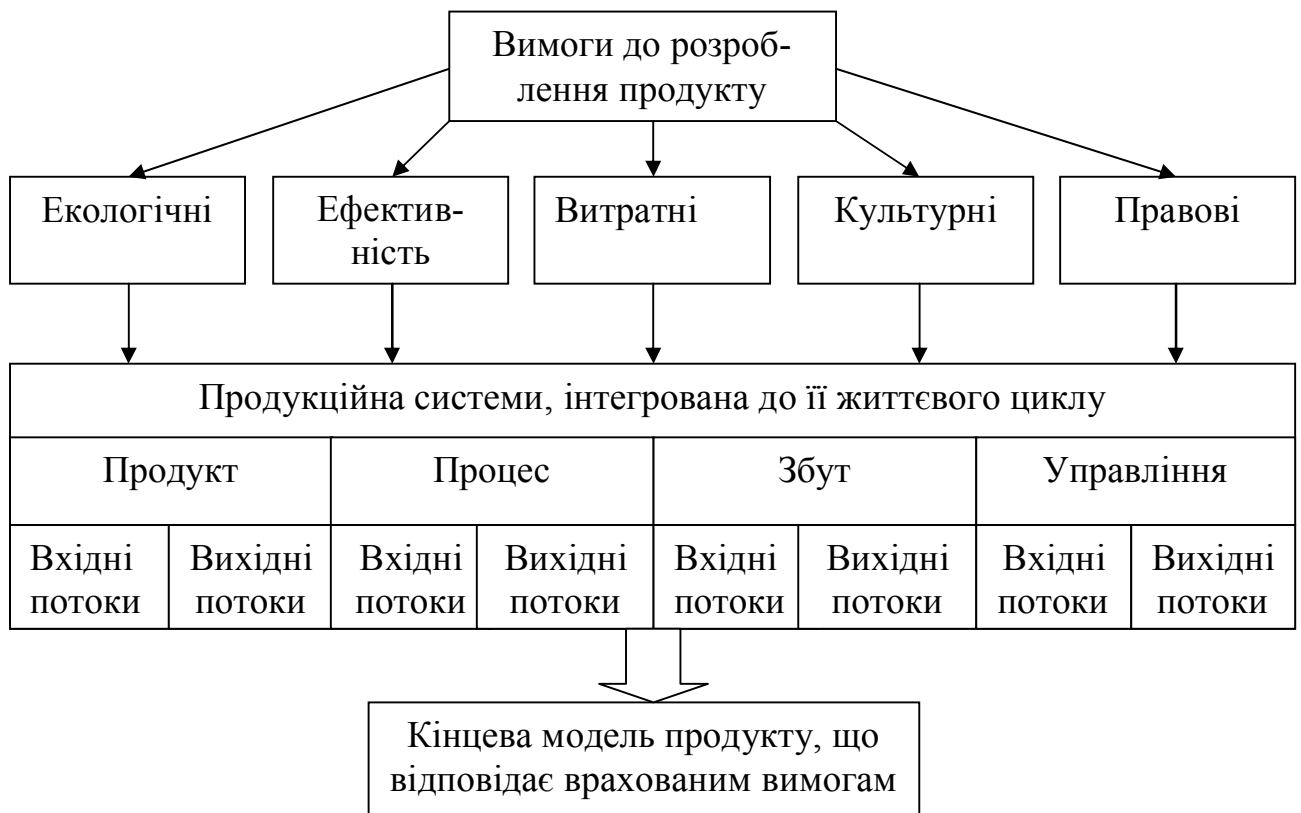 Вимоги до розроб-
лення продукту
Екологічні
Ефектив-
ність
Витратні
Культурні
Правові
Продукційна системи, інтегрована до її життєвого циклу
Продукт
Процес
Збут
Управління
Вхідні
потоки
Вихідні
потоки
Вхідні
потоки
Вихідні
потоки
Вхідні
потоки
Вихідні
потоки
Вхідні
потоки
Вихідні
потоки
Кінцева модель продукту, що
відповідає врахованим вимогам